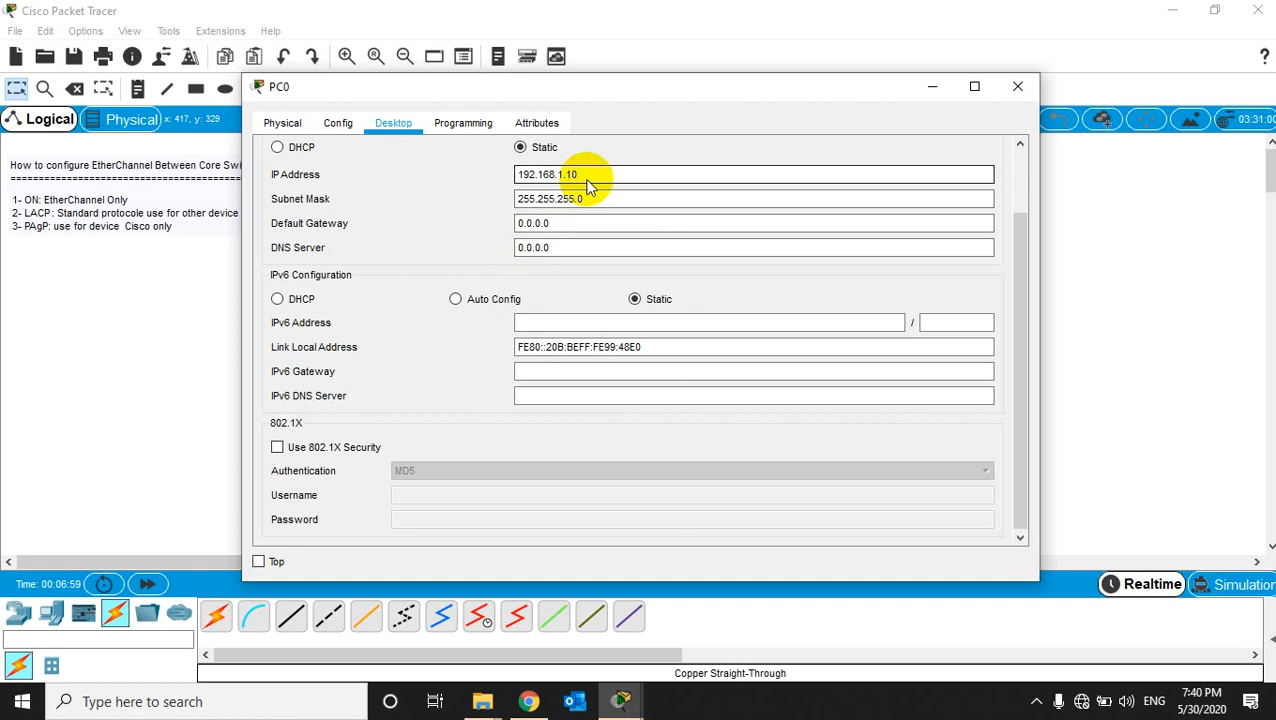 Cisco Packet Tracer
File Edit Options View Tools Extensions Help
?
PC0
Logical Physical x: 417, y: 329
03:31:00
Physical Config Desktop Programming Attributes
How to configure EtherChannel Between Core Swi
===========================================
1- ON: EtherChannel Only
2- LACP: Standard protocole use for other device
3- PAgP: use for device Cisco only
DHCP Static
IP Address 192.168.1.10
Subnet Mask 255.255.255.0
Default Gateway 0.0.0.0
DNS Server 0.0.0.0
IPv6 Configuration
DHCP Auto Config Static
IPv6 Address /
Link Local Address FE80::20B:BEFF:FE99:48E0
IPv6 Gateway
IPv6 DNS Server
802.1X
Use 802.1X Security
Authentication MD5
Username
Password
Top
Time: 00:06:59
Realtime Simulation
Copper Straight-Through
Type here to search
ENG
7:40 PM
5/30/2020